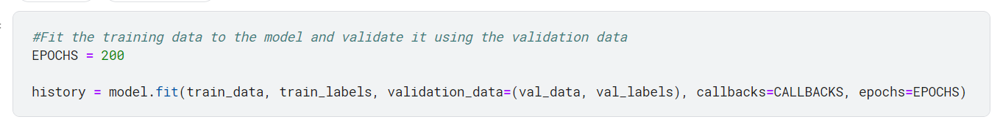 #Fit the training data to the model and validate it using the validation data
EPOCHS = 200
history = model.fit(train_data, train_labels, validation_data=(val_data, val_labels), callbacks=CALLBACKS, epochs=EPOCHS)